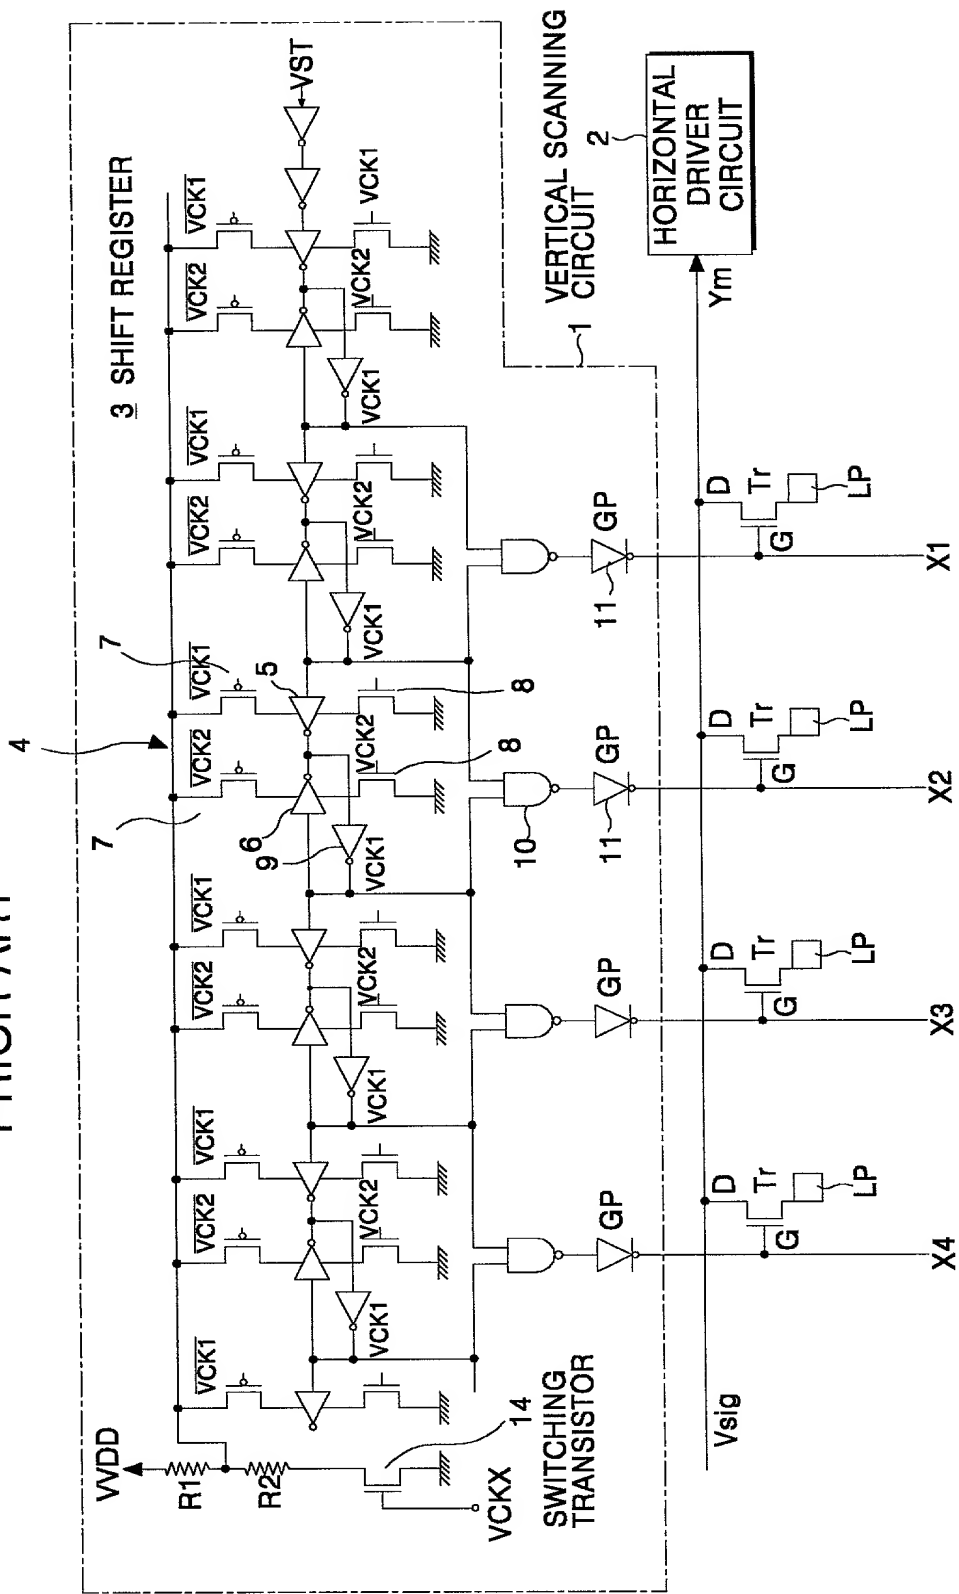 PRIOR ART
3 SHIFT REGISTER
4
VVDD
R1
R2
VCKX
14
SWITCHING
TRANSISTOR
VCK1
VCK2
VCK1
VCK2
VCK1
VCK2
VCK1
VCK2
VCK1
VCK2
VCK1
7
7
5
6
9
8
8
VCK2
VCK2
VCK2
VCK2
VCK2
VCK1
VCK1
VCK1
VCK1
VCK1
VCK1
VST
10
11
11
GP
GP
GP
GP
VERTICAL SCANNING
CIRCUIT
1
2
HORIZONTAL
DRIVER
CIRCUIT
Ym
Vsig
D
Tr
G
LP
D
Tr
G
LP
D
Tr
G
LP
D
Tr
G
LP
X4
X3
X2
X1